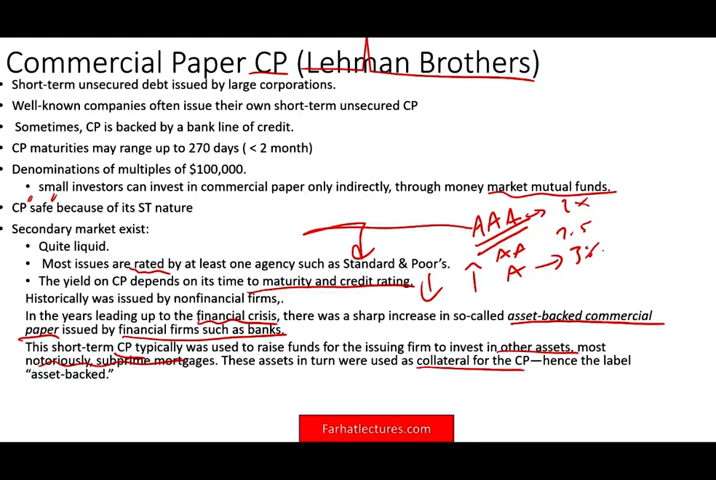 Commercial Paper CP (Lehman Brothers)
• Short-term unsecured debt issued by large corporations.
• Well-known companies often issue their own short-term unsecured CP
• Sometimes, CP is backed by a bank line of credit.
• CP maturities may range up to 270 days ( < 2 month)
• Denominations of multiples of $100,000.
• small investors can invest in commercial paper only indirectly, through money market mutual funds.
• CP "safe" because of its ST nature
• Secondary market exist:
• Quite liquid.
• Most issues are rated by at least one agency such as Standard & Poor's.
• The yield on CP depends on its time to maturity and credit rating.
Historically was issued by nonfinancial firms,.
In the years leading up to the financial crisis, there was a sharp increase in so-called asset-backed commercial
paper issued by financial firms such as banks.
This short-term CP typically was used to raise funds for the issuing firm to invest in other assets, most
notoriously, subprime mortgages. These assets in turn were used as collateral for the CP—hence the label
"asset-backed."
AAA
AA 2.5
A 3%
Farhatlectures.com